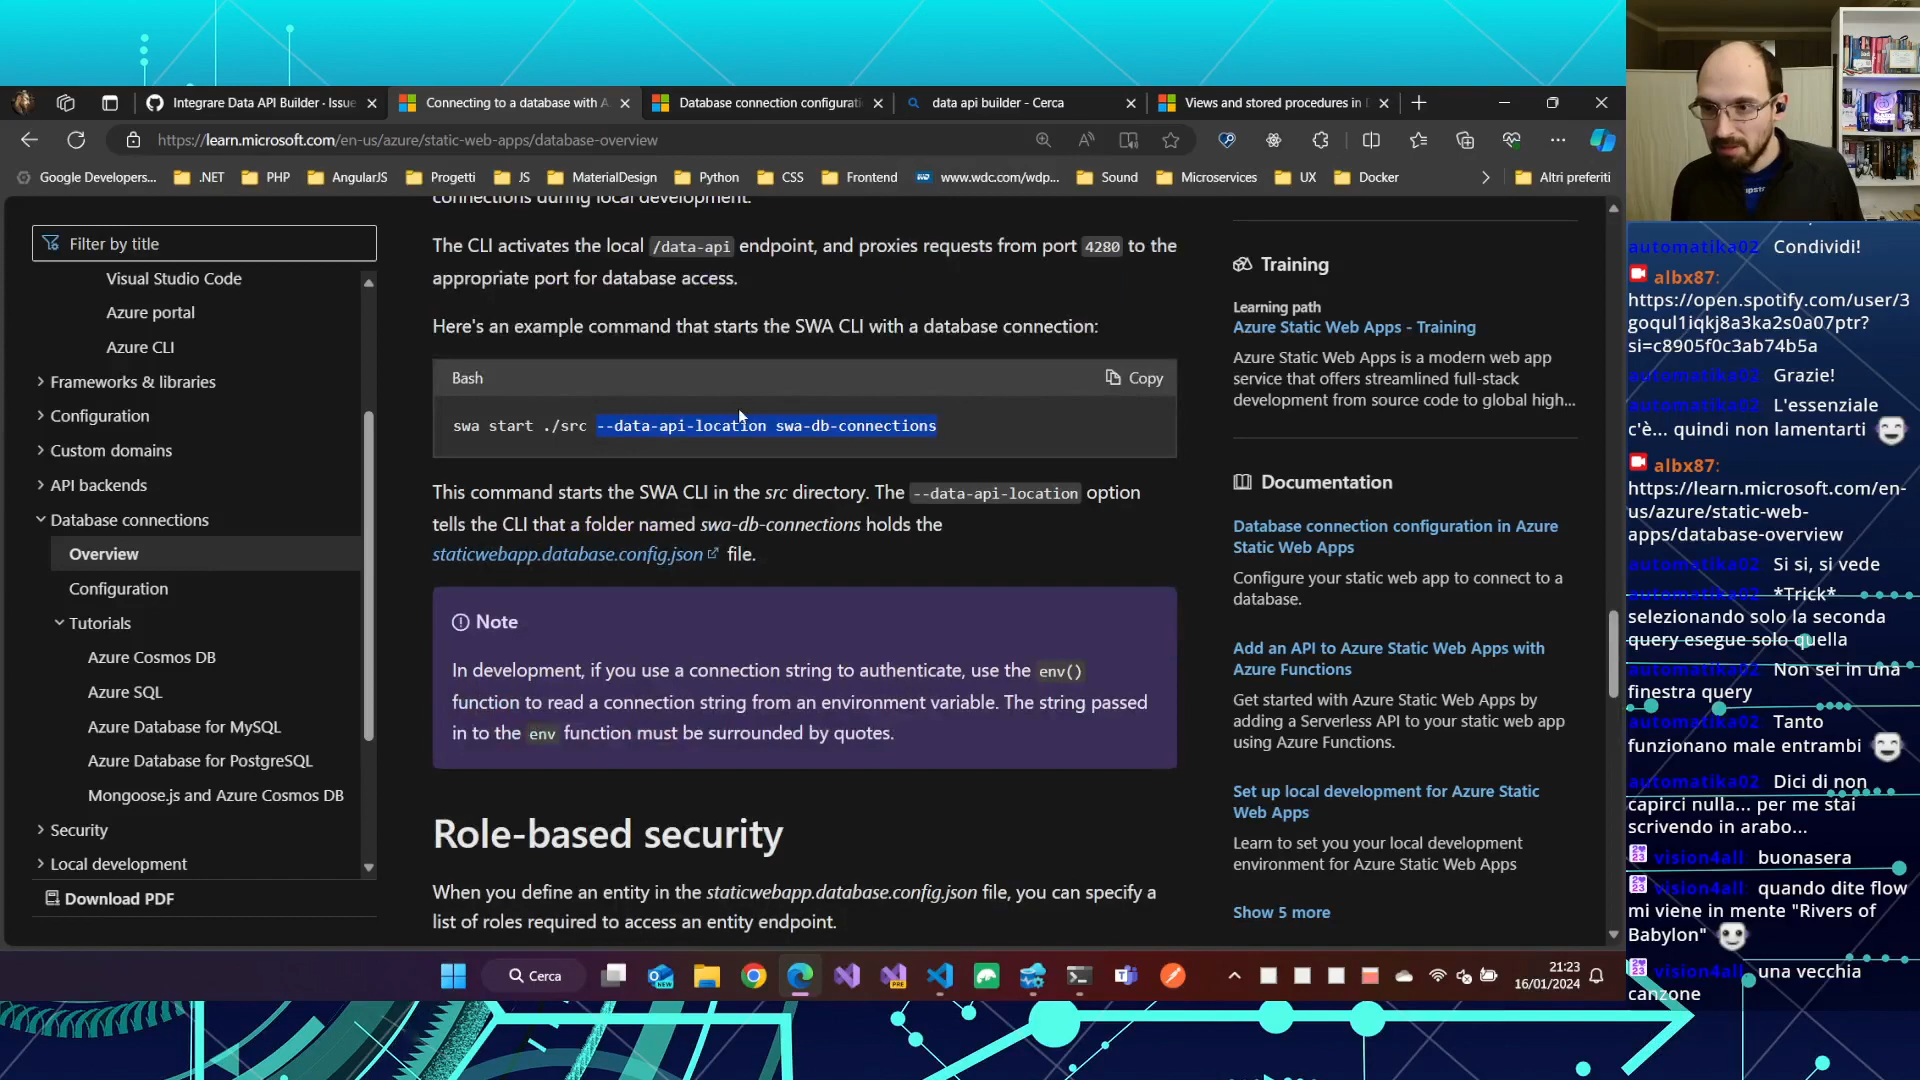 Integrare Data API Builder - Issue
Connecting to a database with A
Database connection configurati
data api builder - Cerca
Views and stored procedures in D
https://learn.microsoft.com/en-us/azure/static-web-apps/database-overview
Google Developers...
.NET
PHP
AngularJS
Progetti
JS
MaterialDesign
Python
CSS
Frontend
www.wdc.com/wdp...
Sound
Microservices
UX
Docker
Altri preferiti
Filter by title
Visual Studio Code
Azure portal
Azure CLI
Frameworks & libraries
Configuration
Custom domains
API backends
Database connections
Overview
Configuration
Tutorials
Azure Cosmos DB
Azure SQL
Azure Database for MySQL
Azure Database for PostgreSQL
Mongoose.js and Azure Cosmos DB
Security
Local development
Download PDF
connections during local development.
The CLI activates the local /data-api endpoint, and proxies requests from port 4280 to the
appropriate port for database access.
Here's an example command that starts the SWA CLI with a database connection:
Bash
Copy
swa start ./src --data-api-location swa-db-connections
This command starts the SWA CLI in the src directory. The --data-api-location option
tells the CLI that a folder named swa-db-connections holds the
staticwebapp.database.config.json file.
Note
In development, if you use a connection string to authenticate, use the env()
function to read a connection string from an environment variable. The string passed
in to the env function must be surrounded by quotes.
Role-based security
When you define an entity in the staticwebapp.database.config.json file, you can specify a
list of roles required to access an entity endpoint.
Training
Learning path
Azure Static Web Apps - Training
Azure Static Web Apps is a modern web app
service that offers streamlined full-stack
development from source code to global high...
Documentation
Database connection configuration in Azure
Static Web Apps
Configure your static web app to connect to a
database.
Add an API to Azure Static Web Apps with
Azure Functions
Get started with Azure Static Web Apps by
adding a Serverless API to your static web app
using Azure Functions.
Set up local development for Azure Static
Web Apps
Learn to set you your local development
environment for Azure Static Web Apps
Show 5 more
Cerca
NEW
PRE
21:23
16/01/2024
automatika02 Condividi!
albx87:
https://open.spotify.com/user/3
goqul1iqkj8a3ka2s0a07ptr?
si=c8905f0c3ab74b5a
automatika02 Grazie!
automatika02 L'essenziale
c'è... quindi non lamentarti
albx87:
https://learn.microsoft.com/en-
us/azure/static-web-
apps/database-overview
automatika02 Si si, si vede
automatika02 *Trick*
selezionando solo la seconda
query esegue solo quella
automatika02 Non sei in una
finestra query
automatika02 Tanto
funzionano male entrambi
automatika02 Dici di non
capirci nulla... per me stai
scrivendo in arabo...
vision4all buonasera
vision4all quando dite flow
mi viene in mente "Rivers of
Babylon"
vision4all una vecchia
canzone